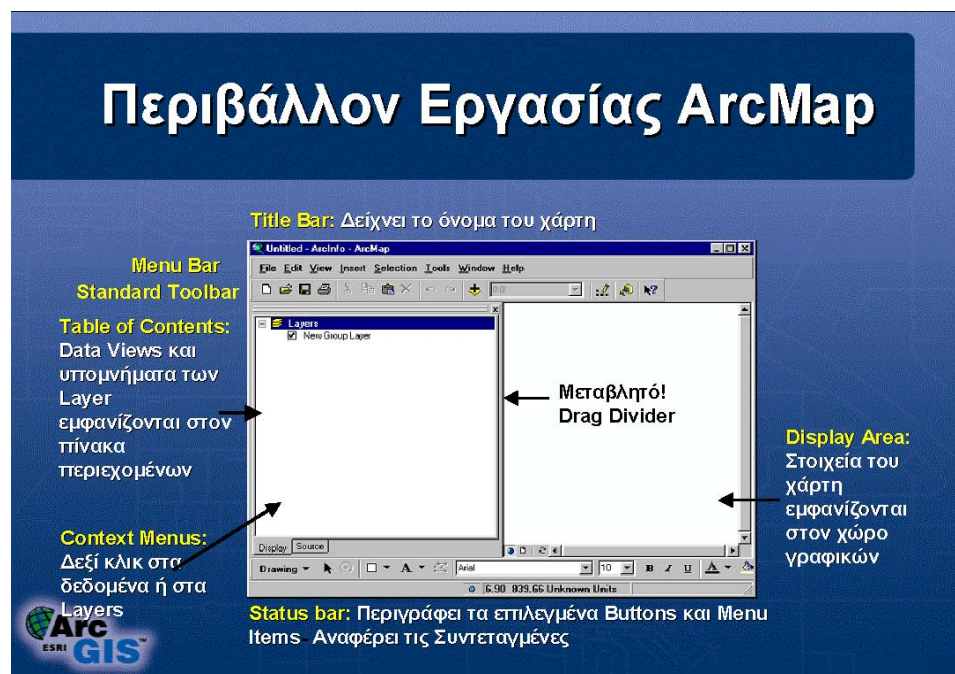 Περιβάλλον Εργασίας ArcMap
Title Bar: Δείχνει το όνομα του χάρτη
Menu Bar
Standard Toolbar
Table of Contents:
Data Views και
υπομνήματα των
Layer
εμφανίζονται στον
πίνακα
περιεχομένων
Context Menus:
Δεξί κλικ στα
δεδομένα ή στα
Layers
Untitled - ArcInfo - ArcMap
File Edit View Insert Selection Tools Window Help
0:0
Layers
New Group Layer
Μεταβλητό!
Drag Divider
Display Source
Drawing A Arial 10 B I U A
6.90 839.66 Unknown Units
Display Area:
Στοιχεία του
χάρτη
εμφανίζονται
στον χώρο
γραφικών
Status bar: Περιγράφει τα επιλεγμένα Buttons και Menu
Items- Αναφέρει τις Συντεταγμένες
Arc
ESRI GIS™